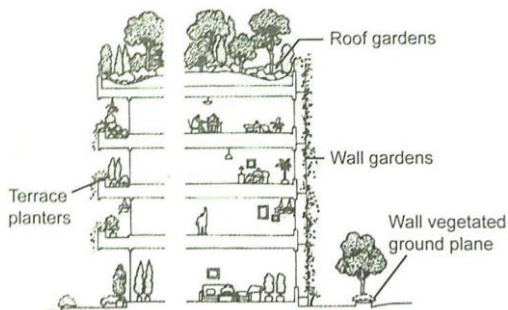 Roof gardens
Wall gardens
Terrace
planters
Wall vegetated
ground plane